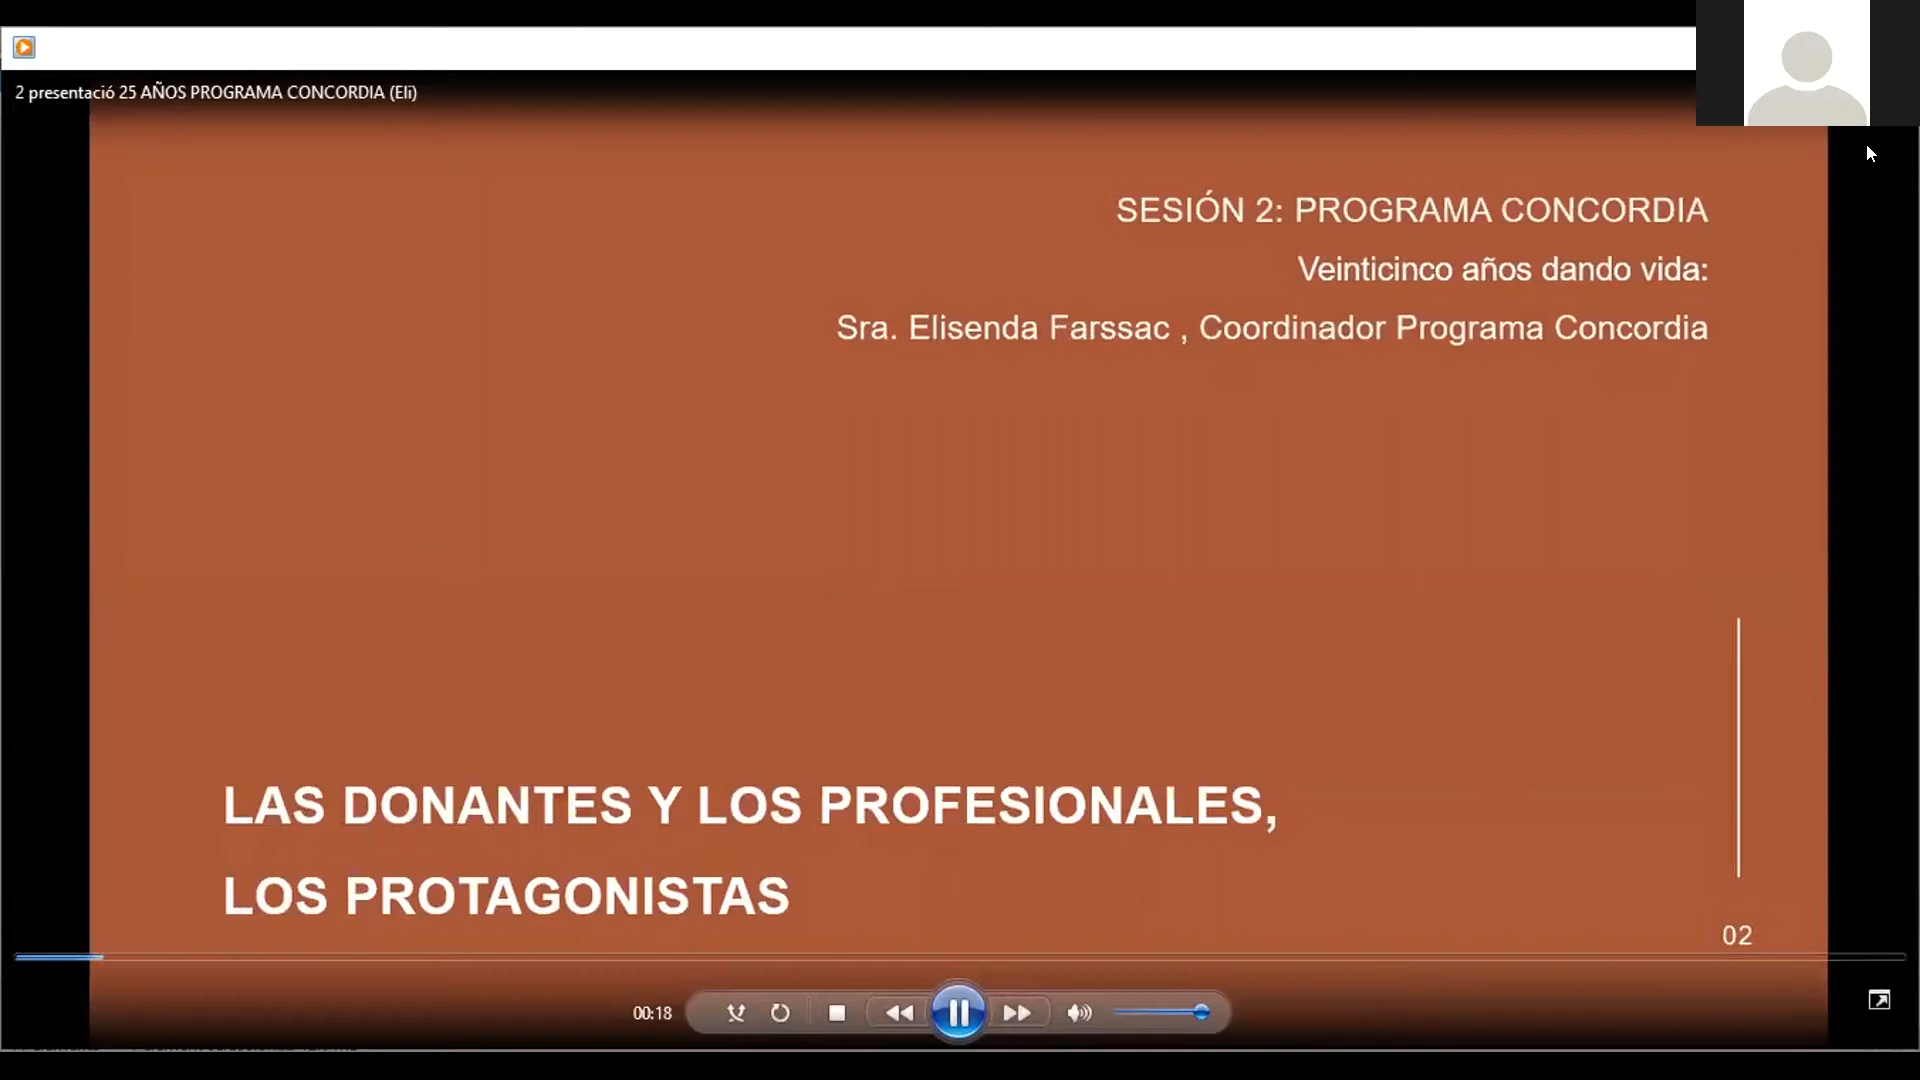 2 presentació 25 AÑOS PROGRAMA CONCORDIA (Eli)
SESIÓN 2: PROGRAMA CONCORDIA
Veinticinco años dando vida:
Sra. Elisenda Farssac , Coordinador Programa Concordia
LAS DONANTES Y LOS PROFESIONALES,
LOS PROTAGONISTAS
02
00:18